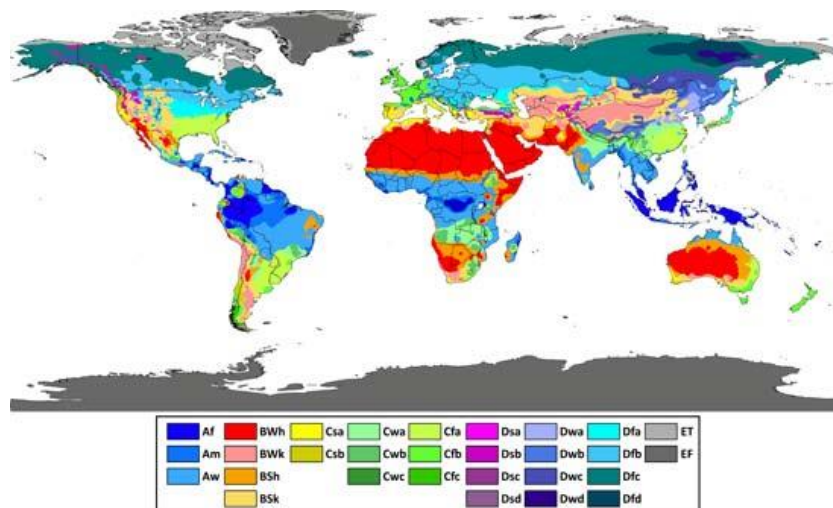 Af BWh Csa Cwa Cfa Dsa Dwa Dfa ET
Am BWk Csb Cwb Cfb Dsb Dwb Dfb EF
Aw BSh Cwc Cfc Dsc Dwc Dfc
BSk Dsd Dwd Dfd